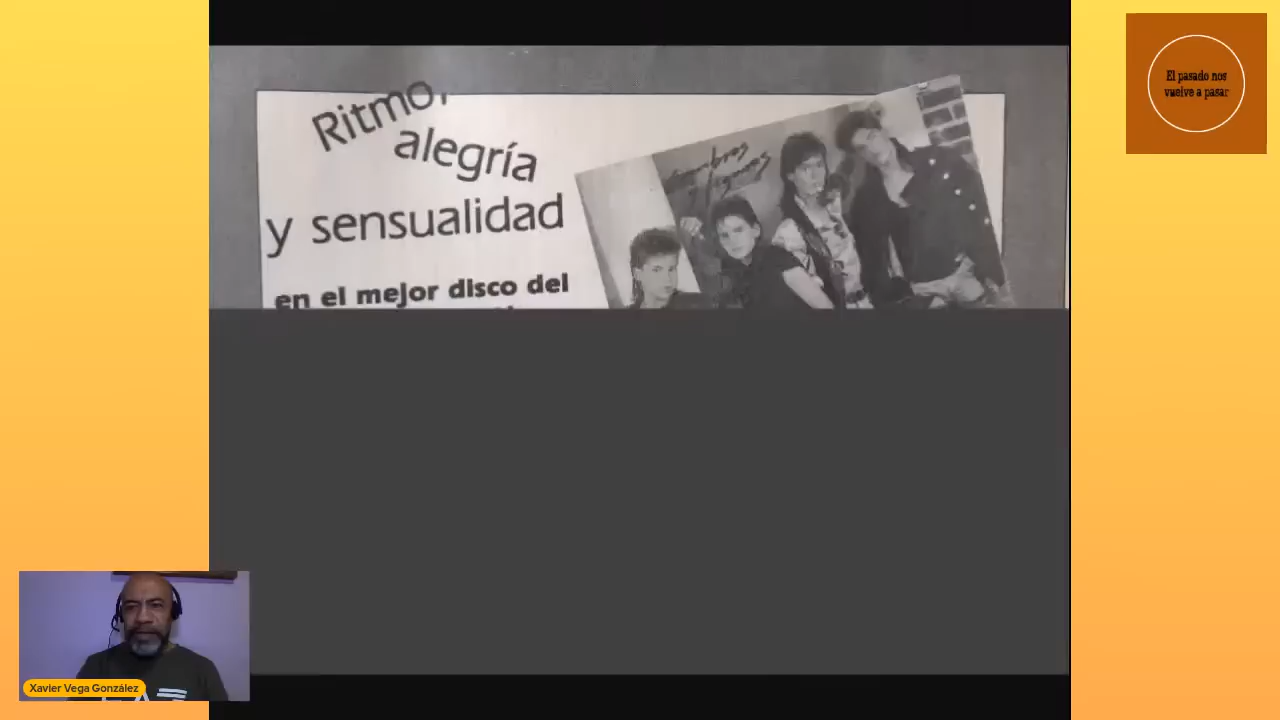 Ritmo,
alegría
y sensualidad
en el mejor disco del
El pasado nos
vuelve a pasar
Xavier Vega González